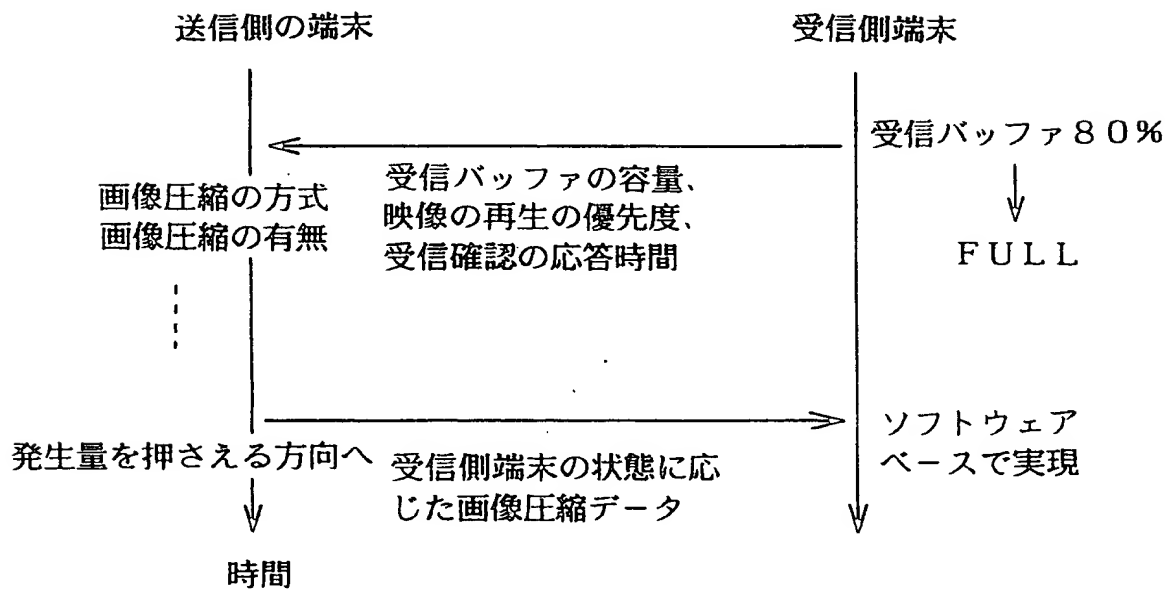 送信側の端末
受信側端末
受信バッファ80%
FULL
受信バッファの容量、
映像の再生の優先度、
受信確認の応答時間
画像圧縮の方式
画像圧縮の有無
発生量を押さえる方向へ
受信側端末の状態に応
じた画像圧縮データ
ソフトウェア
ベースで実現
時間